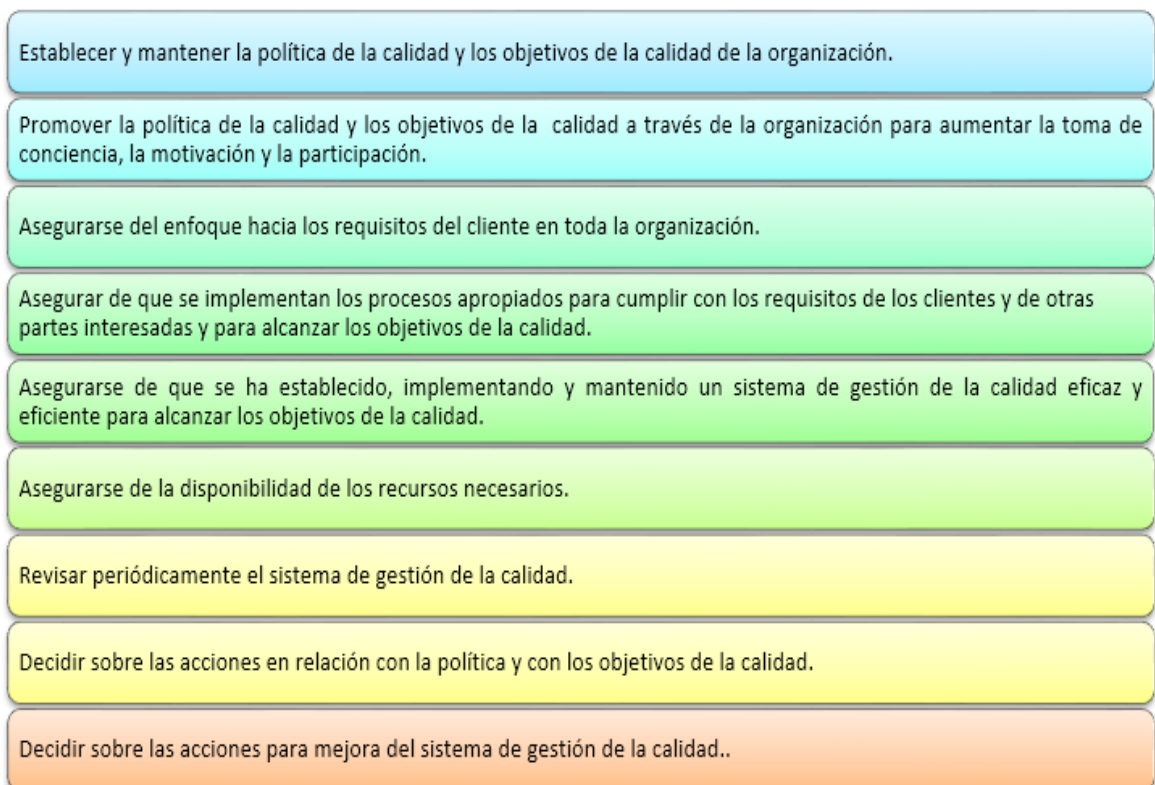 Establecer y mantener la política de la calidad y los objetivos de la calidad de la organización.
Promover la política de la calidad y los objetivos de la calidad a través de la organización para aumentar la toma de
conciencia, la motivación y la participación.
Asegurarse del enfoque hacia los requisitos del cliente en toda la organización.
Asegurar de que se implementan los procesos apropiados para cumplir con los requisitos de los clientes y de otras
partes interesadas y para alcanzar los objetivos de la calidad.
Asegurarse de que se ha establecido, implementando y mantenido un sistema de gestión de la calidad eficaz y
eficiente para alcanzar los objetivos de la calidad.
Asegurarse de la disponibilidad de los recursos necesarios.
Revisar periódicamente el sistema de gestión de la calidad.
Decidir sobre las acciones en relación con la política y con los objetivos de la calidad.
Decidir sobre las acciones para mejora del sistema de gestión de la calidad..